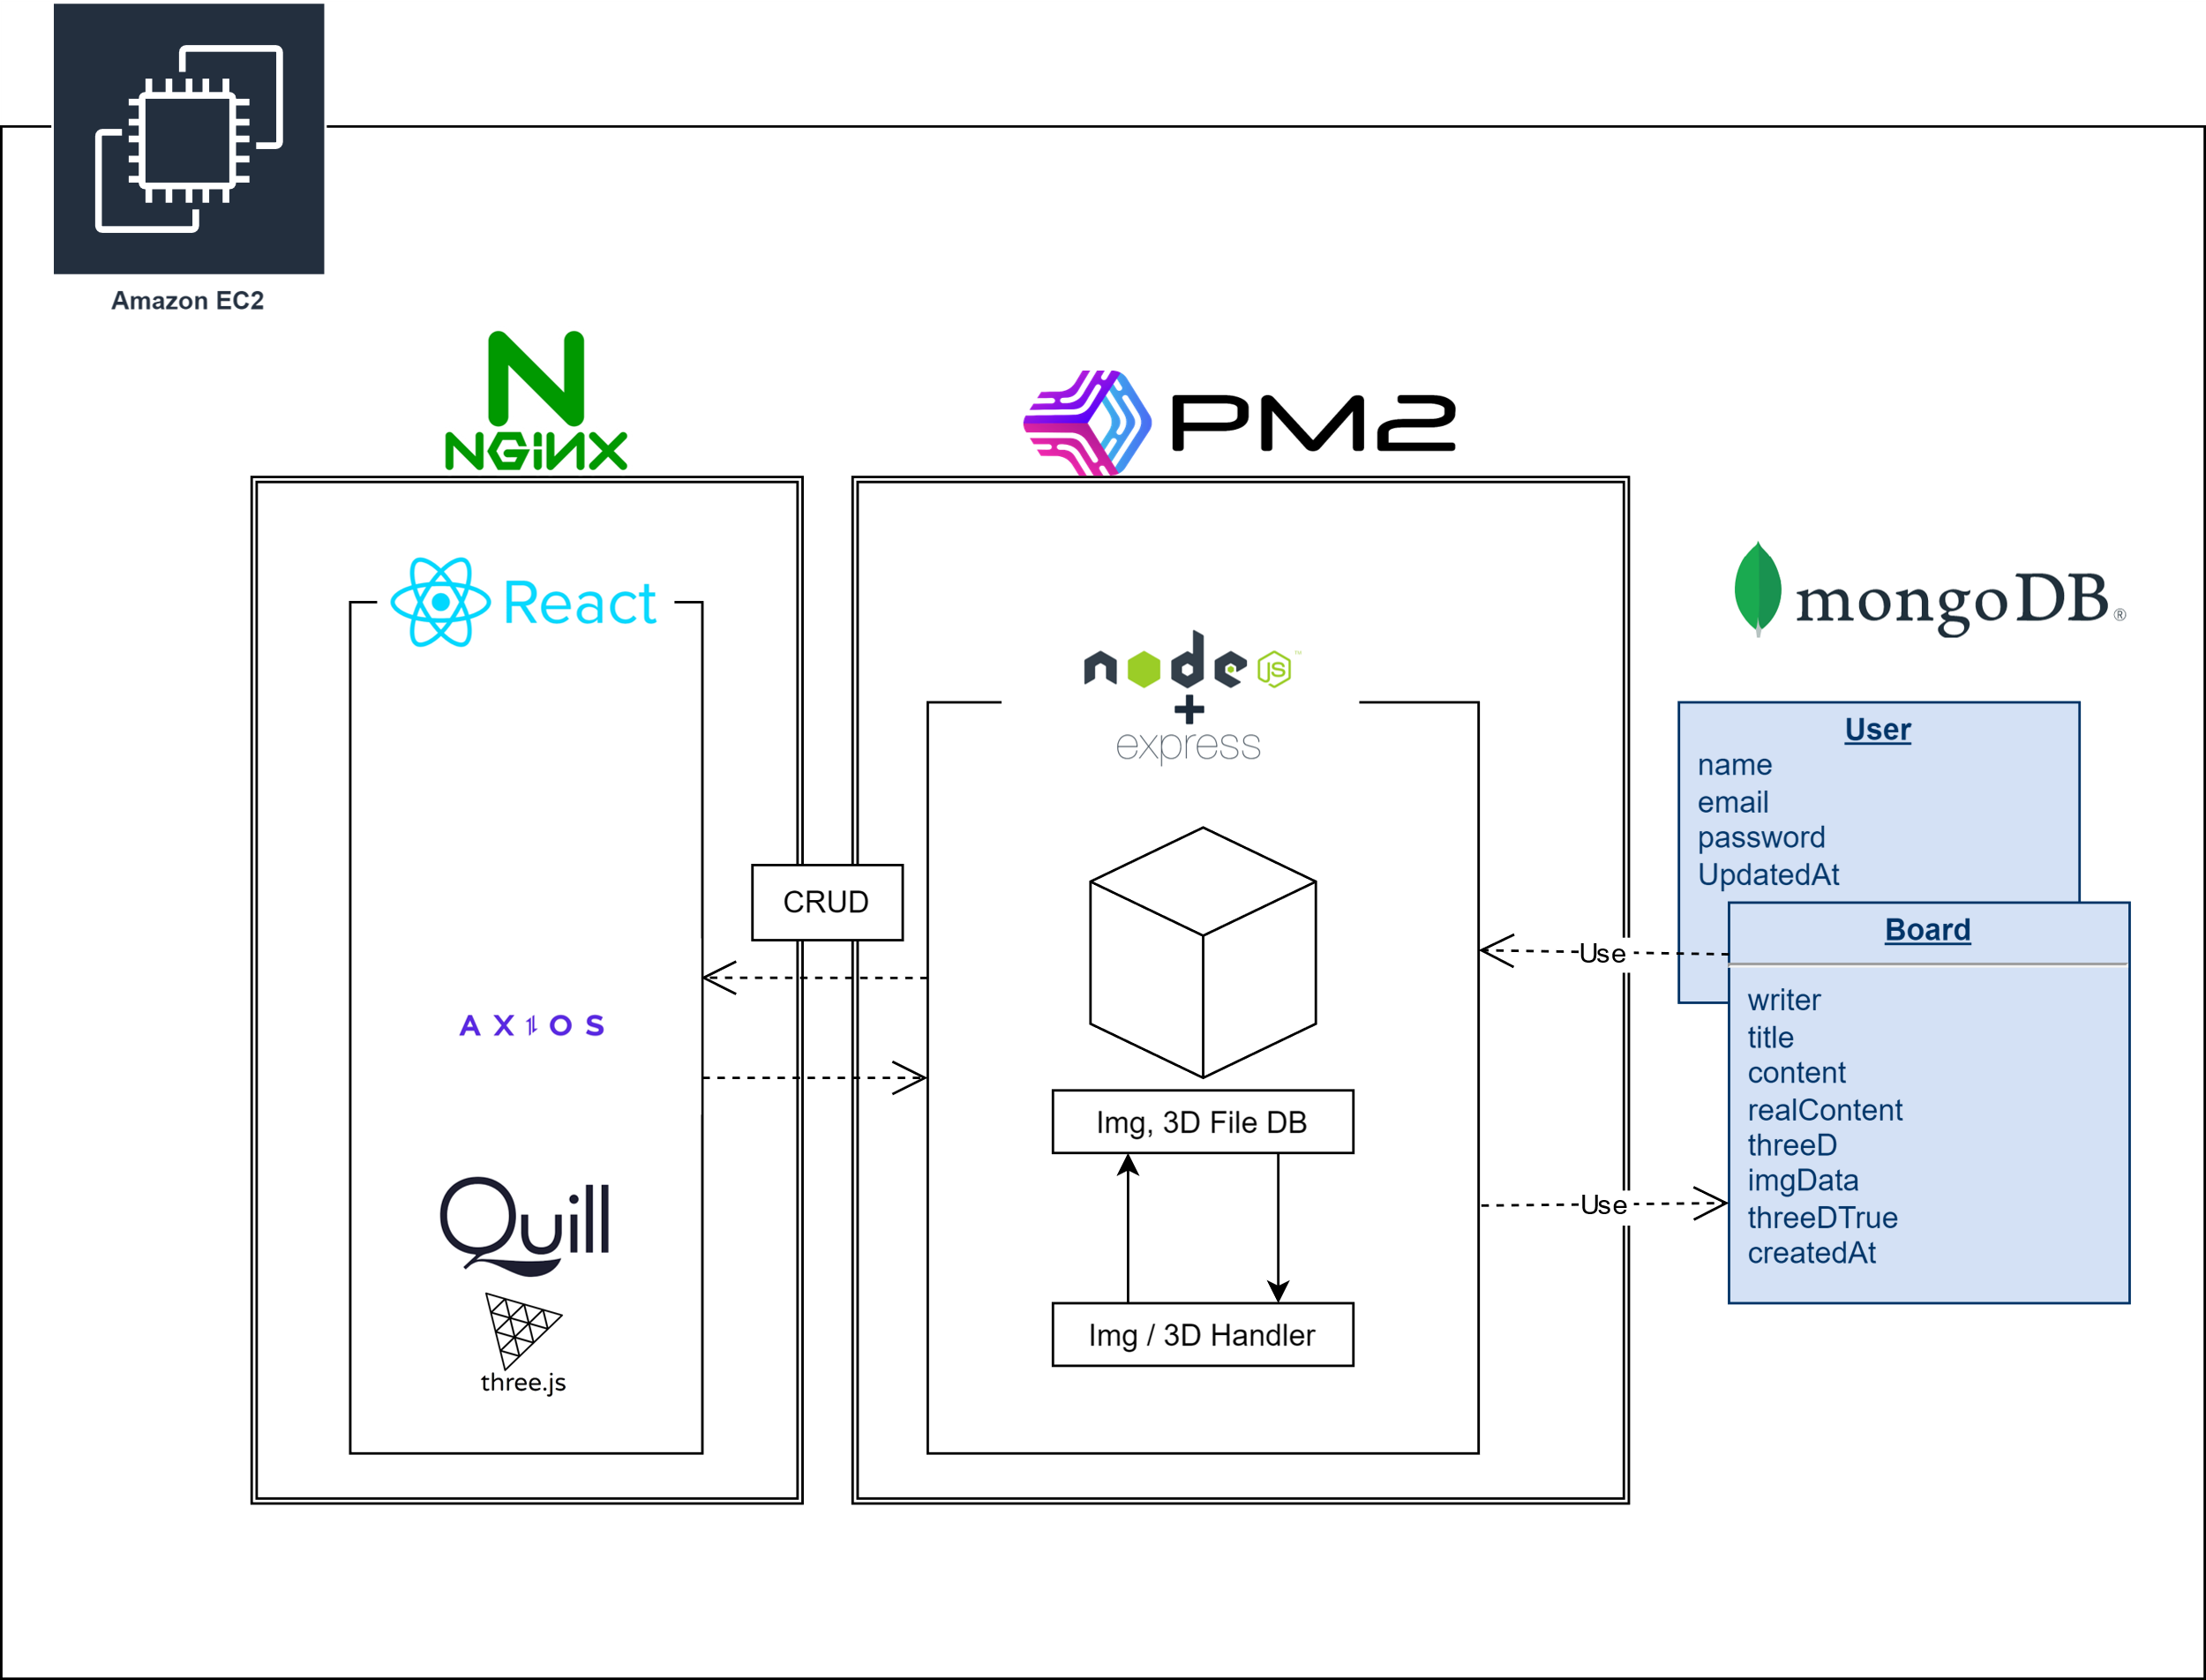 Amazon EC2
NGINX
PM2
React
node JS ™
+
express
mongoDB®
User
name
email
password
UpdatedAt
CRUD
Use
Board
writer
title
content
realContent
threeD
imgData
threeDTrue
createdAt
AXIOS
Img, 3D File DB
Use
Quill
Img / 3D Handler
three.js